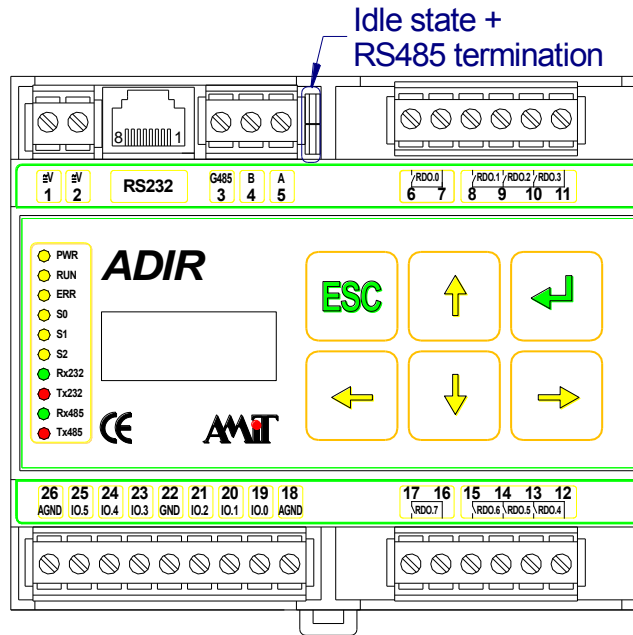 Idle state +
RS485 termination
8 1
≅V ≅V RS232 G485 B A RDO.0 RDO.1 RDO.2 RDO.3
1 2 3 4 5 6 7 8 9 10 11
PWR
RUN
ERR
S0
S1
S2
Rx232
Tx232
Rx485
Tx485
ADIR
ESC
CE AMiT
26 25 24 23 22 21 20 19 18 17 16 15 14 13 12
AGND IO.5 IO.4 IO.3 GND IO.2 IO.1 IO.0 AGND RDO.7 RDO.6 RDO.5 RDO.4